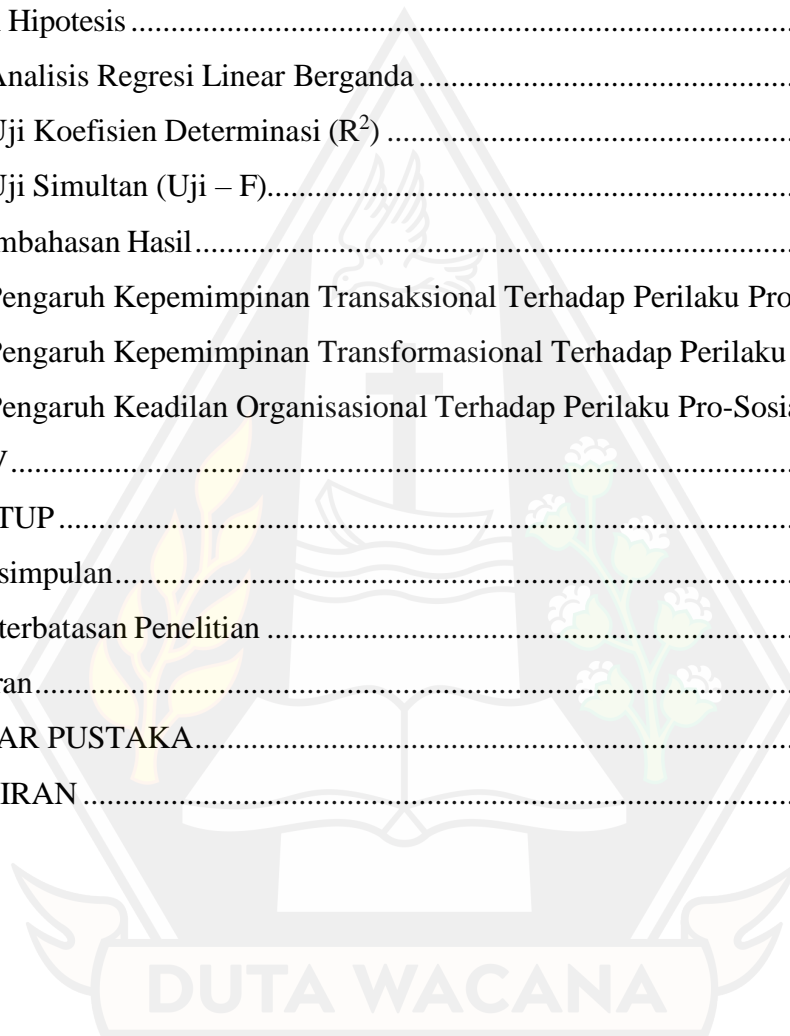 Hipotesis ..........................................................................................
Analisis Regresi Linear Berganda ..................................................
Uji Koefisien Determinasi (R²) ......................................................
Uji Simultan (Uji – F)......................................................................
mbahasan Hasil................................................................................
Pengaruh Kepemimpinan Transaksional Terhadap Perilaku Pro
Pengaruh Kepemimpinan Transformasional Terhadap Perilaku
Pengaruh Keadilan Organisasional Terhadap Perilaku Pro-Sosia
V ........................................................................................................
TUP ..................................................................................................
simpulan...........................................................................................
terbatasan Penelitian .......................................................................
ran.....................................................................................................
AR PUSTAKA.................................................................................
IRAN ................................................................................................
DUTA WACANA